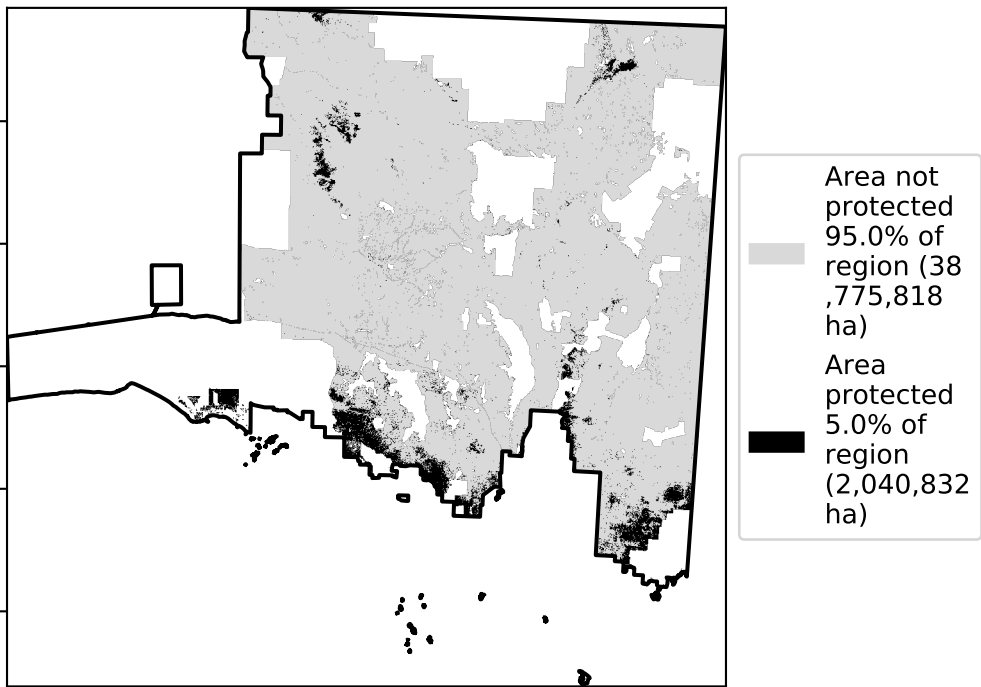 Area not
protected
95.0% of
region (38
,775,818
ha)
Area
protected
5.0% of
region
(2,040,832
ha)